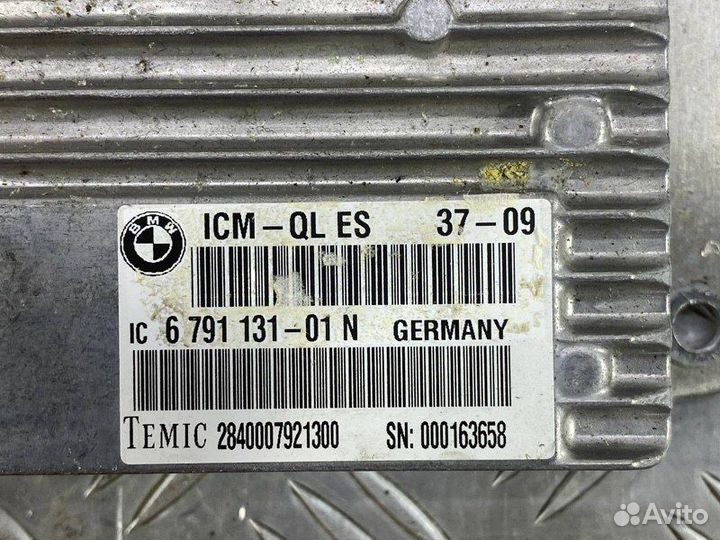 BMW
ICM-QL ES 37-09
IC 6 791 131-01 N GERMANY
TEMIC 2840007921300 SN: 000163658
Avito